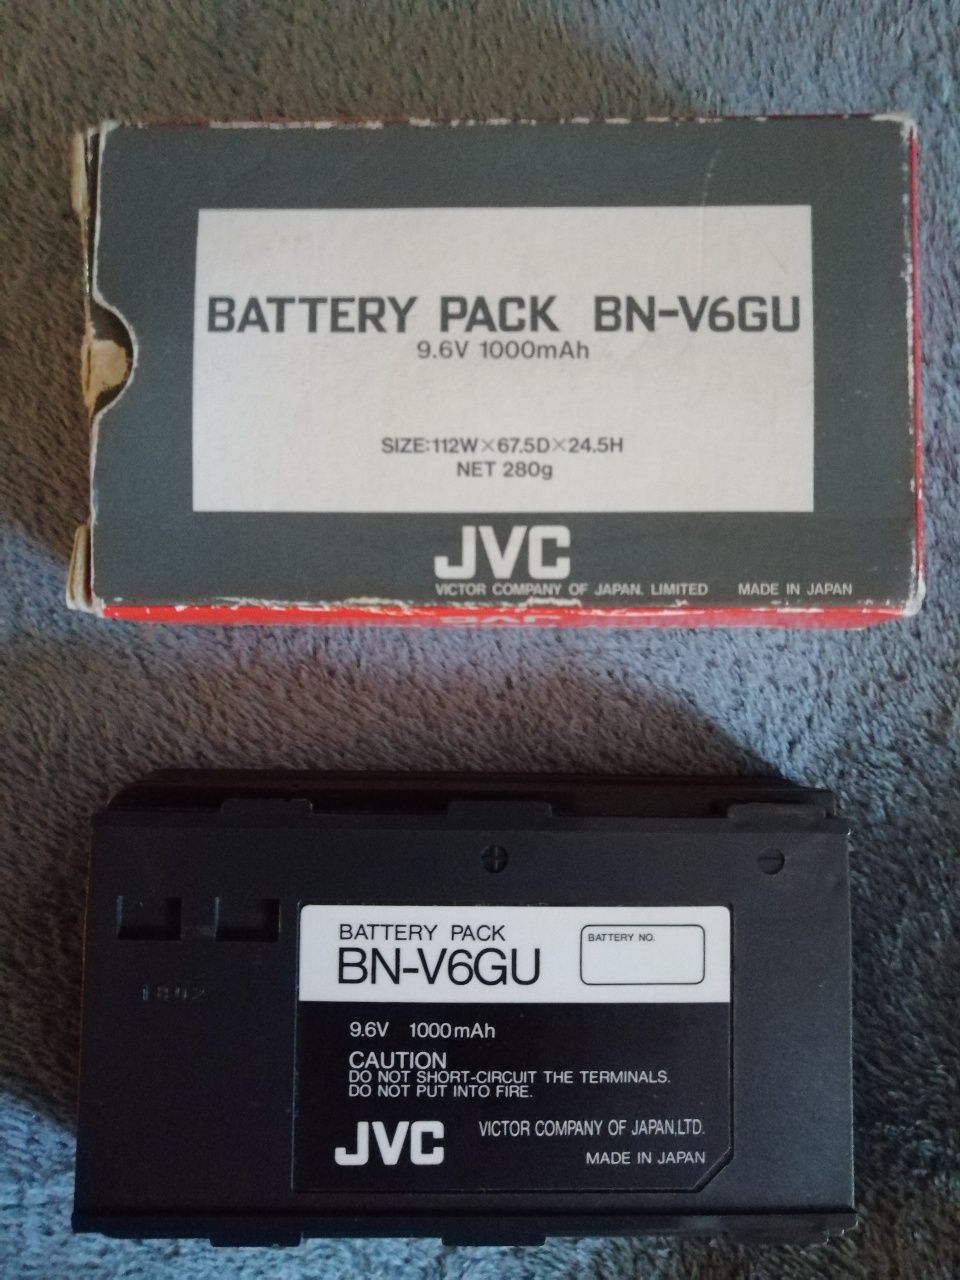 BATTERY PACK BN-V6GU
9.6V 1000mAh
SIZE:112W×67.5D×24.5H
NET 280g
JVC
VICTOR COMPANY OF JAPAN. LIMITED MADE IN JAPAN
JVC
BATTERY PACK
BN-V6GU
BATTERY NO.
9.6V 1000mAh
CAUTION
DO NOT SHORT-CIRCUIT THE TERMINALS.
DO NOT PUT INTO FIRE.
JVC VICTOR COMPANY OF JAPAN,LTD.
MADE IN JAPAN